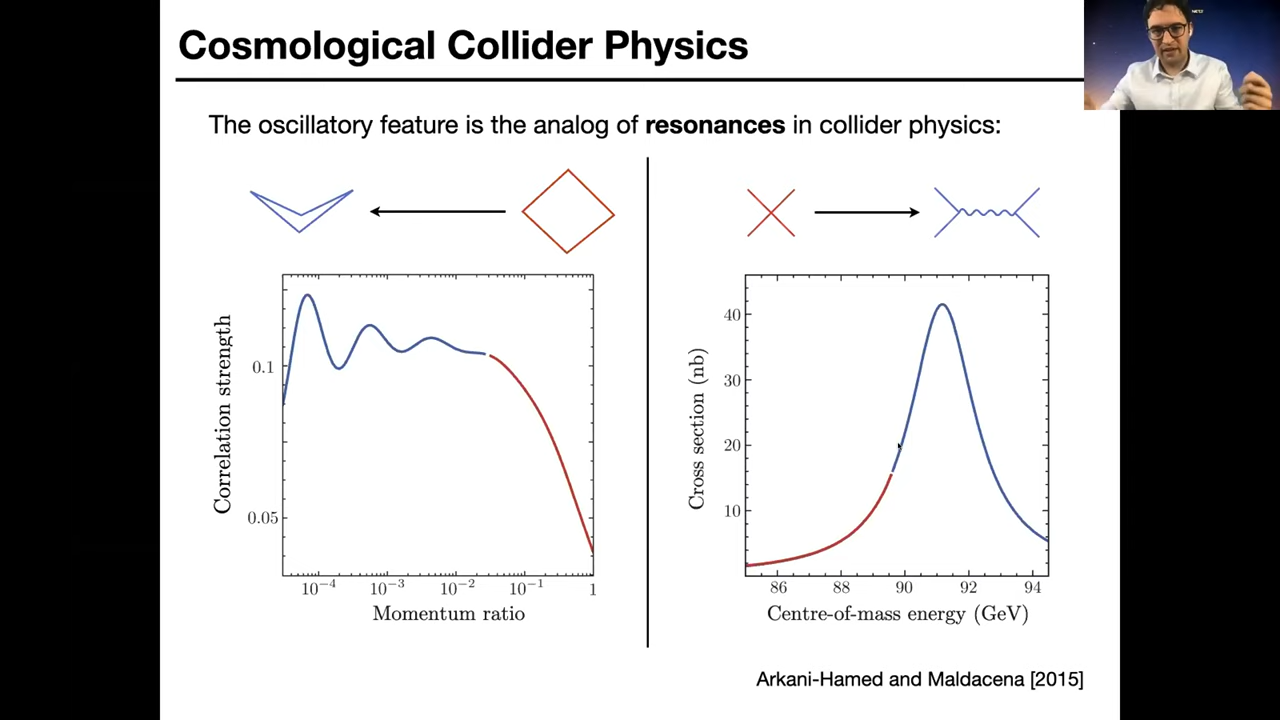 Cosmological Collider Physics
The oscillatory feature is the analog of resonances in collider physics:
Correlation strength
0.1
0.05
10⁻⁴ 10⁻³ 10⁻² 10⁻¹ 1
Momentum ratio
Cross section (nb)
40
30
20
10
86 88 90 92 94
Centre-of-mass energy (GeV)
Arkani-Hamed and Maldacena [2015]